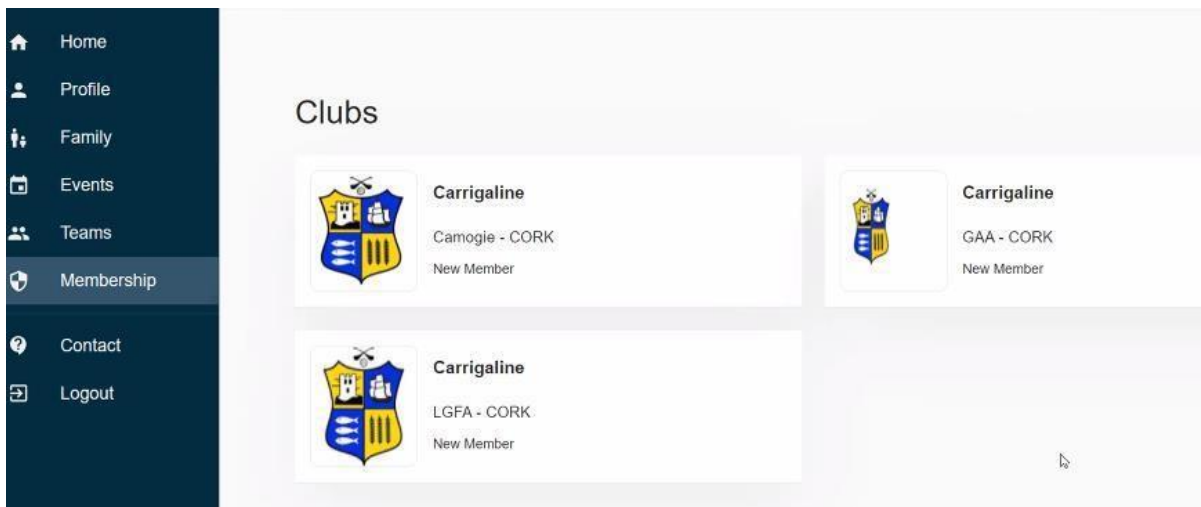 Home
Profile
Family
Events
Teams
Membership
Contact
Logout
Clubs
Carrigaline
Camogie - CORK
New Member
Carrigaline
GAA - CORK
New Member
Carrigaline
LGFA - CORK
New Member